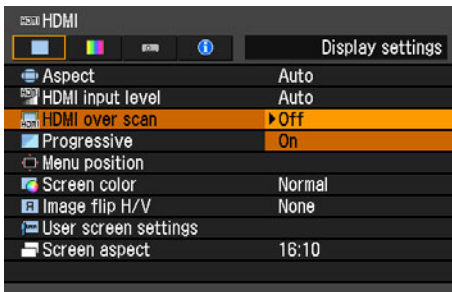 HDMI
Display settings
Aspect Auto
HDMI input level Auto
HDMI over scan Off
Progressive On
Menu position
Screen color Normal
Image flip H/V None
User screen settings
Screen aspect 16:10